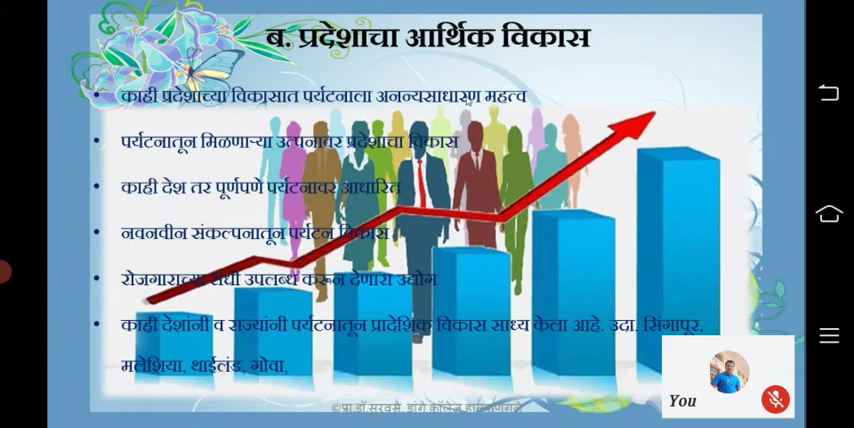 ब. प्रदेशाचा आर्थिक विकास
• काही प्रदेशाच्या विकासात पर्यटनाला अनन्यसाधारण महत्व
• पर्यटनातून मिळणाऱ्या उत्पनावर प्रदेशाचा विकास
• काही देश तर पूर्णपणे पर्यटनावर आधारित
• नवनवीन संकल्पनातून पर्यटन विकास
• रोजगाराच्या संधी उपलब्ध करून देणारा उद्योग
• काही देशांनी व राज्यांनी पर्यटनातून प्रादेशिक विकास साध्य केला आहे. उदा. सिंगापूर,
मलेशिया, थाईलंड, गोवा,
You